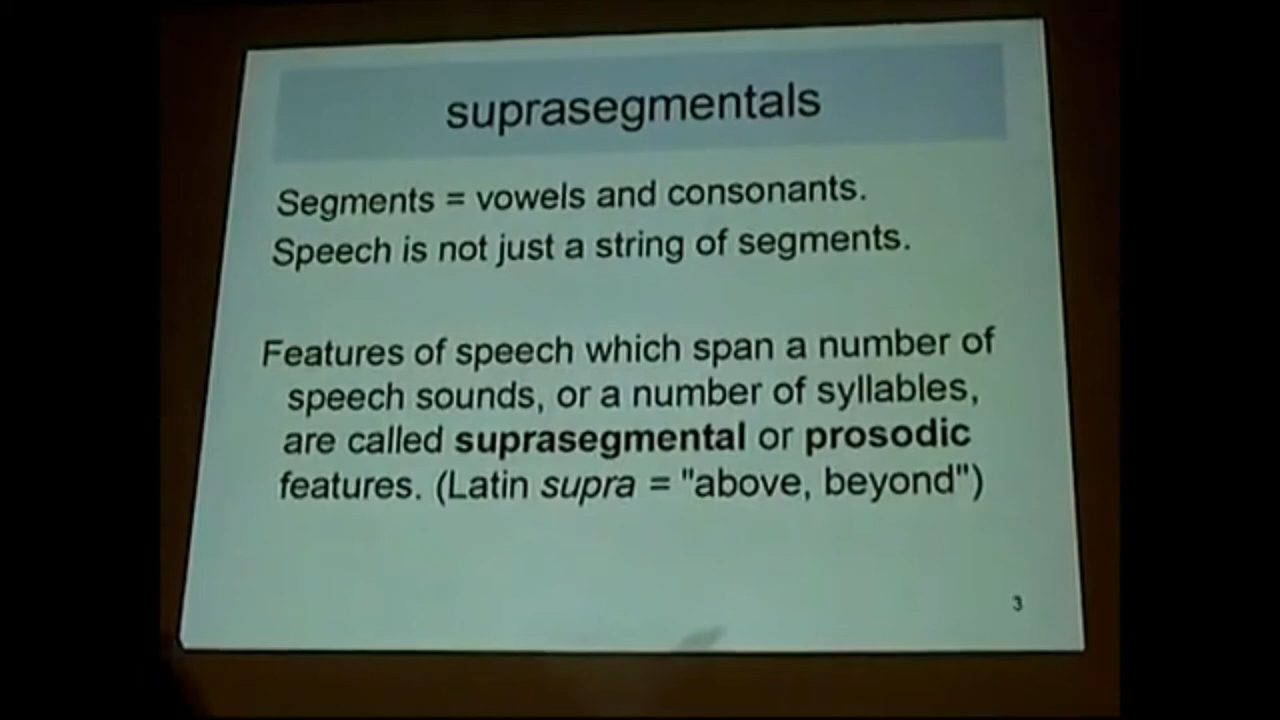 suprasegmentals
Segments = vowels and consonants.
Speech is not just a string of segments.
Features of speech which span a number of
speech sounds, or a number of syllables,
are called suprasegmental or prosodic
features. (Latin supra = "above, beyond")
3